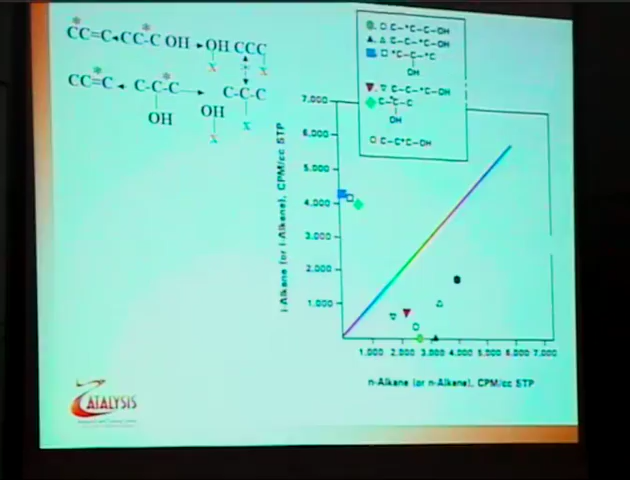 * *
CC=C◄CC-C OH ►OH CCC
X X
* *
CC=C◄ C-C-C → C-C-C
OH OH X
X
C-*C-C-OH
C-C-*C-OH
*C-C-*C
OH
C-C-*C-OH
C-C-C
OH
C-C*C-OH
7,000
6,000
5,000
4,000
3,000
2,000
1,000
i-Alkane (or i-Alkene), CPM/cc STP
1,000 2,000 3,000 4,000 5,000 6,000 7,000
n-Alkane (or n-Alkene), CPM/cc STP
CATALYSIS